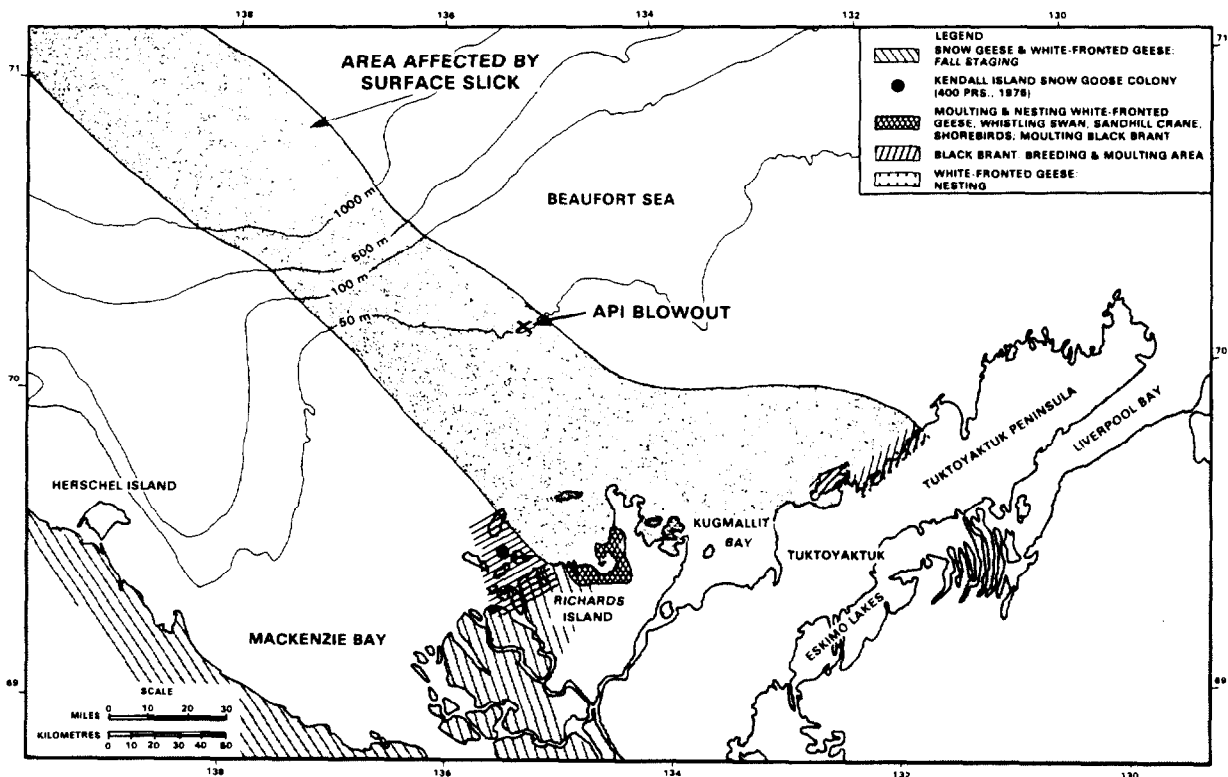 138
136
134
132
130
71
AREA AFFECTED BY
SURFACE SLICK
LEGEND
SNOW GEESE & WHITE-FRONTED GEESE:
FALL STAGING
KENDALL ISLAND SNOW GOOSE COLONY
(400 PRS., 1976)
MOULTING & NESTING WHITE-FRONTED
GEESE, WHISTLING SWAN, SANDHILL CRANE,
SHOREBIRDS; MOULTING BLACK BRANT
BLACK BRANT: BREEDING & MOULTING AREA
WHITE-FRONTED GEESE:
NESTING
71
BEAUFORT SEA
1000 m
500 m
100 m
50 m
API BLOWOUT
70
70
TUKTOYAKTUK PENINSULA
LIVERPOOL BAY
HERSCHEL ISLAND
KUGMALLIT
BAY
TUKTOYAKTUK
RICHARDS
ISLAND
ESKIMO LAKES
MACKENZIE BAY
69
69
SCALE
MILES 0 10 20 30
KILOMETRES 0 10 20 30 40 50
138
136
134
132
130